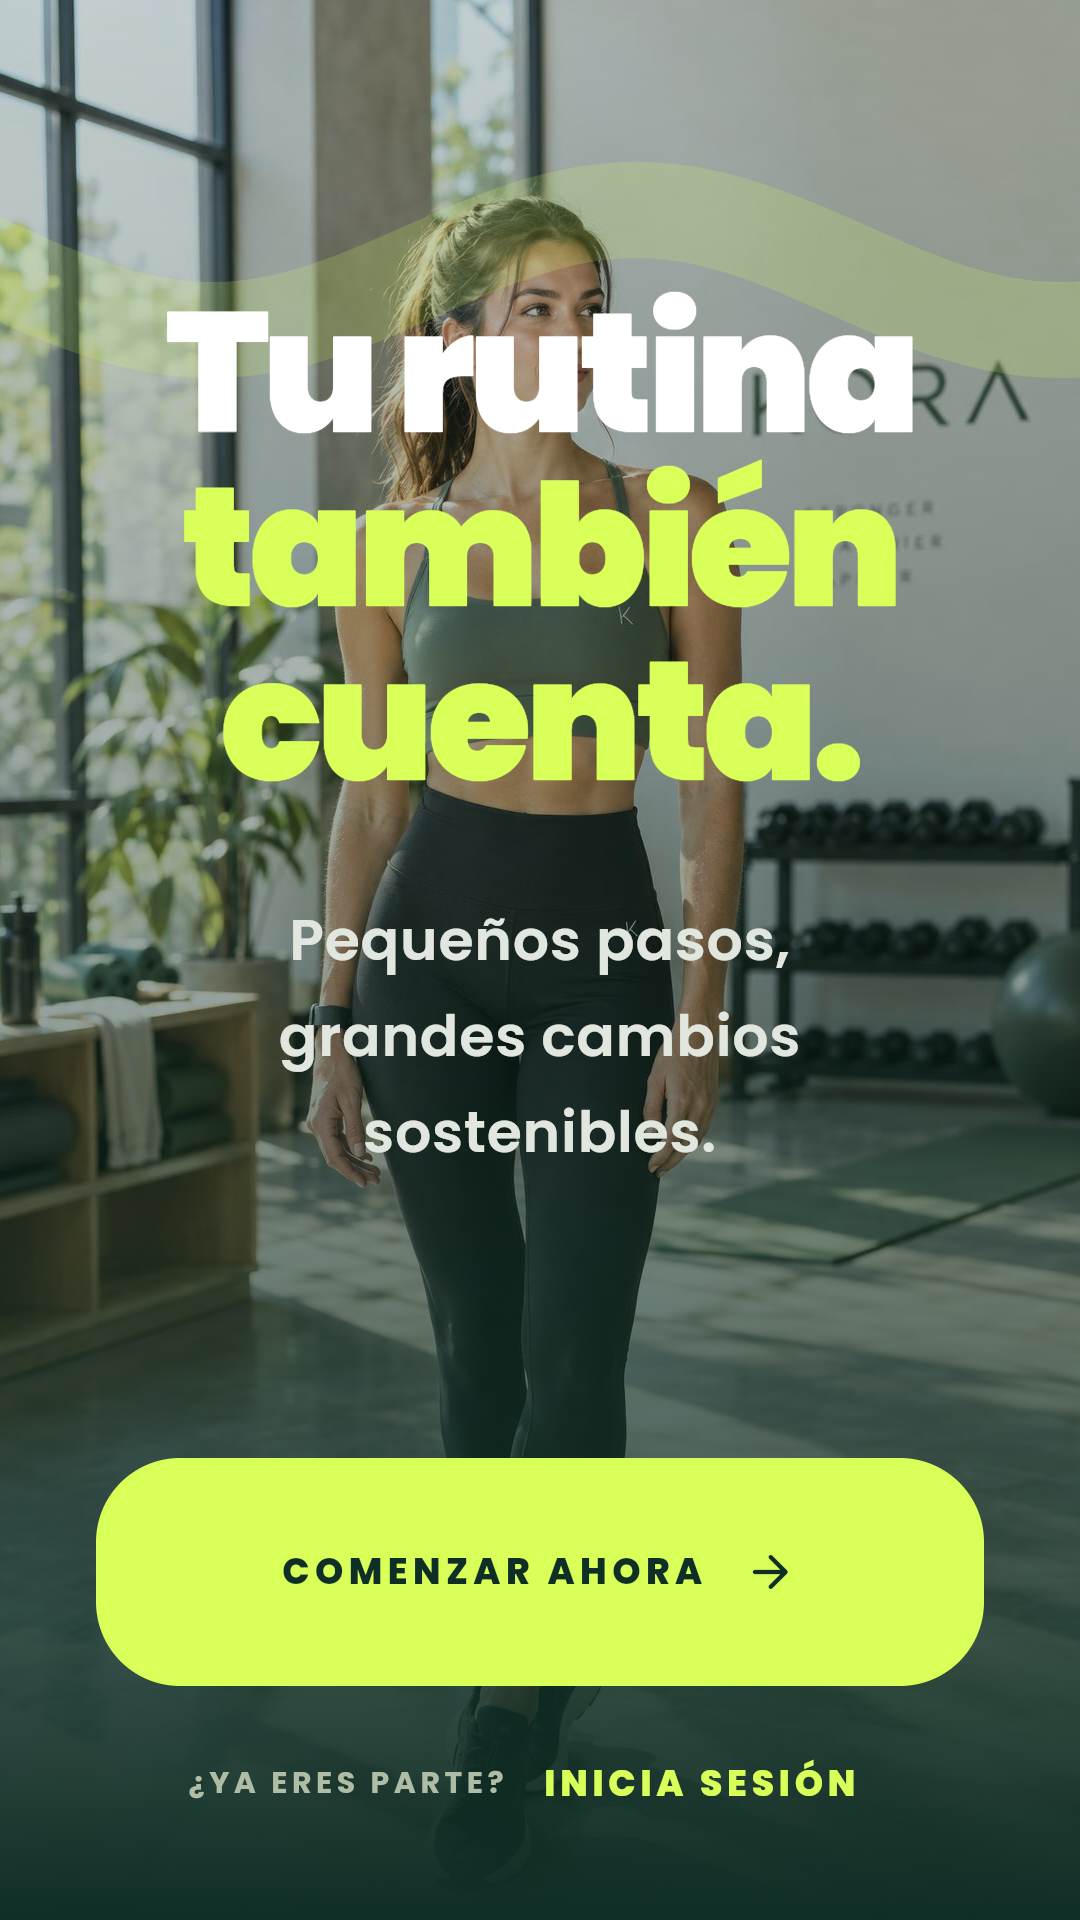 Tu rutina
también
cuenta.
K
Pequeños pasos,
grandes cambios
sostenibles.
COMENZAR AHORA
¿YA ERES PARTE? INICIA SESIÓN